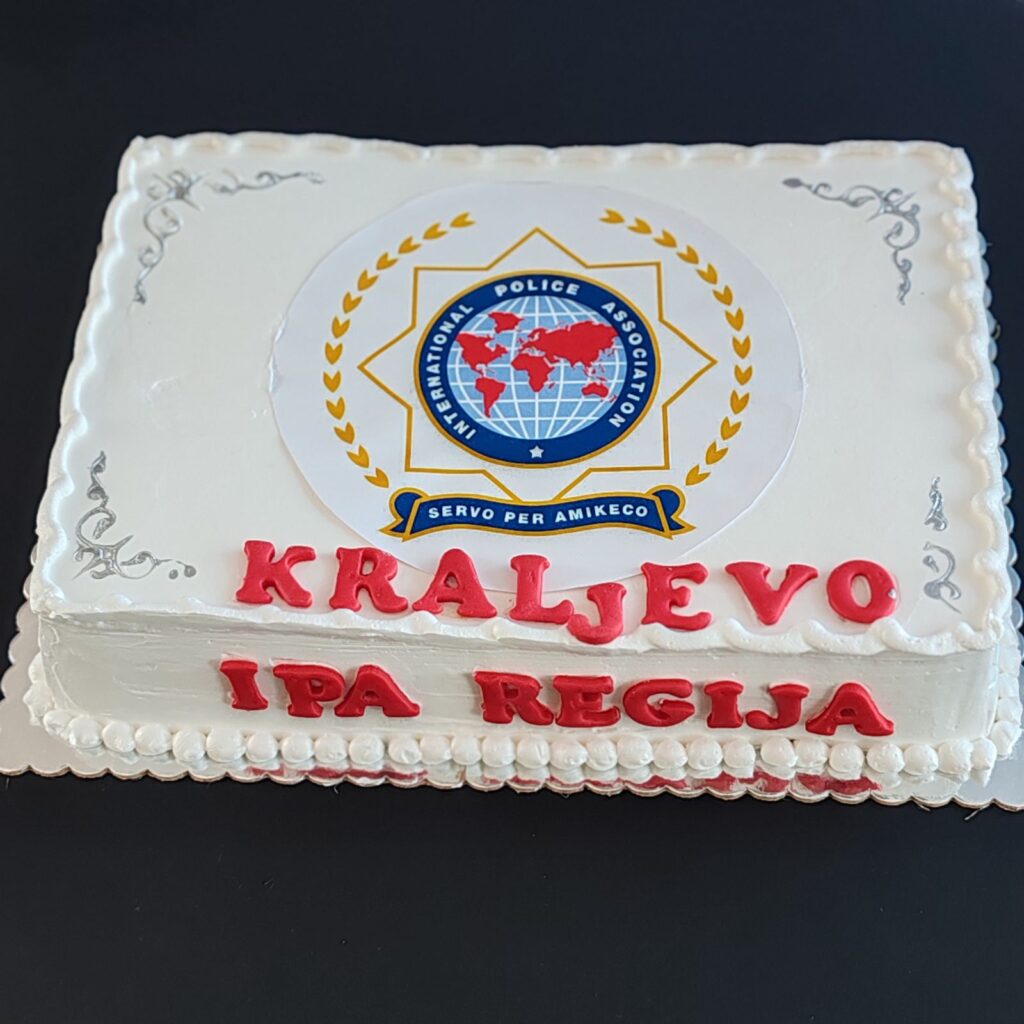 INTERNATIONAL POLICE ASSOCIATION
SERVO PER AMIKECO
KRALJEVO
IPA REGIJA